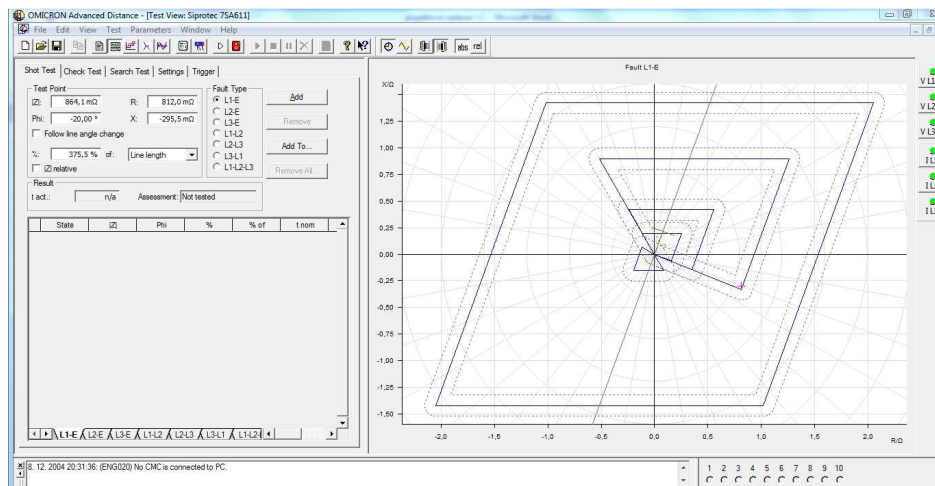 OMICRON Advanced Distance - [Test View: Siprotec 7SA611]
File Edit View Test Parameters Window Help
abs rel
Shot Test Check Test Search Test Settings Trigger
Test Point
|Z|: 864,1 mΩ R: 812,0 mΩ
Phi: -20,00 ° X: -295,5 mΩ
Follow line angle change
%: 375,5 % of: Line length
|Z| relative
Fault Type
L1-E
L2-E
L3-E
L1-L2
L2-L3
L3-L1
L1-L2-L3
Add
Remove
Add To...
Remove All...
Result
t act.: n/a Assessment: Not tested
State |Z| Phi % % of t nom
L1-E L2-E L3-E L1-L2 L2-L3 L3-L1 L1-L2-
Fault L1-E
X/Ω
1,25
1,00
0,75
0,50
0,25
0,00
-0,25
-0,50
-0,75
-1,00
-1,25
-1,50
-2,0 -1,5 -1,0 -0,5 0,0 0,5 1,0 1,5 2,0
R/Ω
V L1
V L2
V L3
I L
I L
I L
8. 12. 2004 20:31:36: (ENG020) No CMC is connected to PC.
1 2 3 4 5 6 7 8 9 10